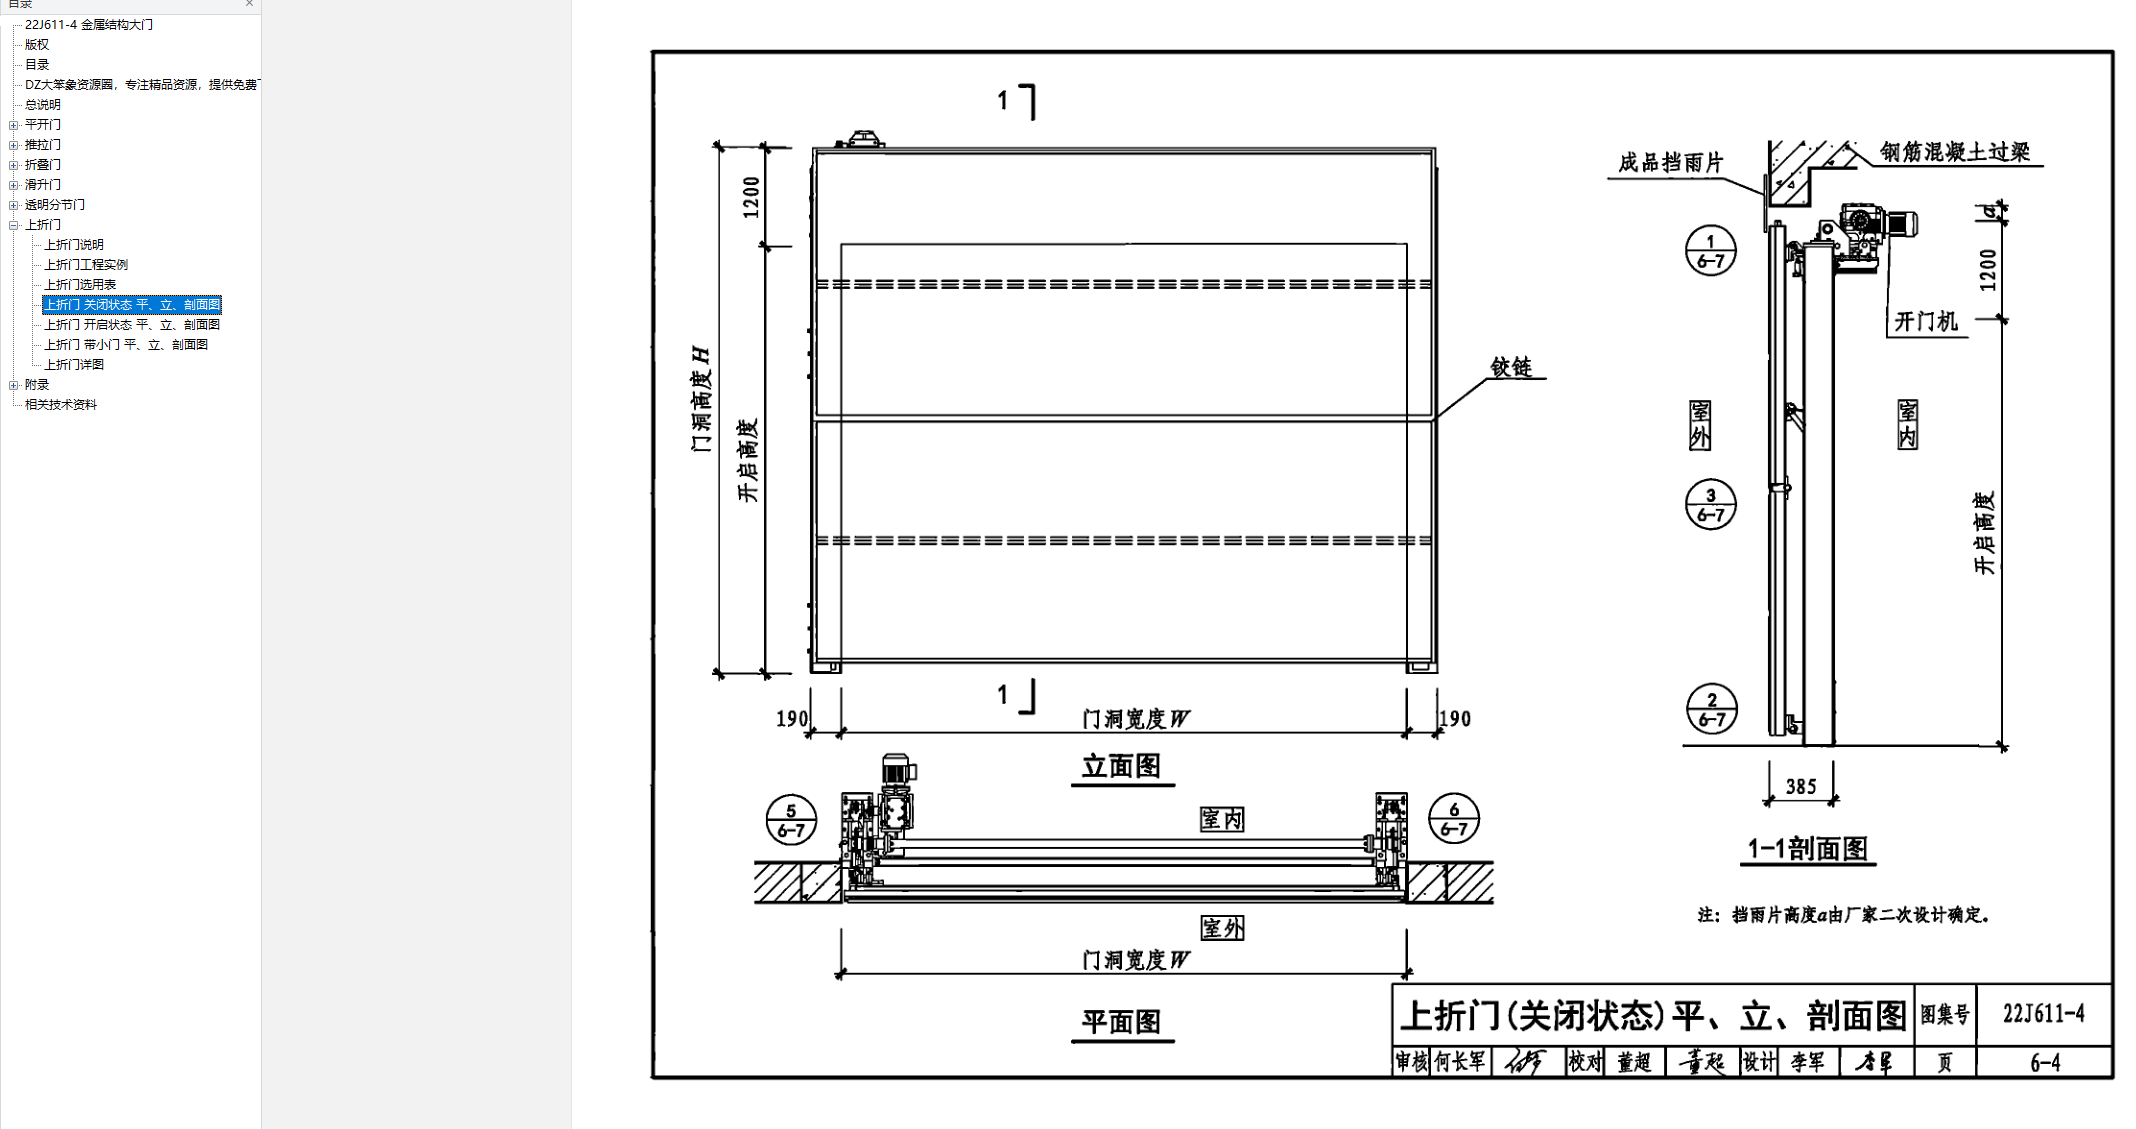 目录
22J611-4 金属结构大门
版权
目录
DZ大笨象资源圈，专注精品资源，提供免费
总说明
平开门
推拉门
折叠门
滑升门
透明分节门
上折门
上折门说明
上折门工程实例
上折门选用表
上折门 关闭状态 平、立、剖面图
上折门 开启状态 平、立、剖面图
上折门 带小门 平、立、剖面图
上折门详图
附录
相关技术资料
1
1200
门洞高度H
开启高度
铰链
1
190
门洞宽度W
190
立面图
5
6-7
室内
6
6-7
室外
门洞宽度W
平面图
成品挡雨片
钢筋混凝土过梁
1
6-7
a
1200
开门机
室外
室内
3
6-7
开启高度
2
6-7
385
1-1剖面图
注：挡雨片高度a由厂家二次设计确定。
上折门(关闭状态)平、立、剖面图
图集号
22J611-4
审核 何长军 校对 董超 董超 设计 李军 李军 页 6-4